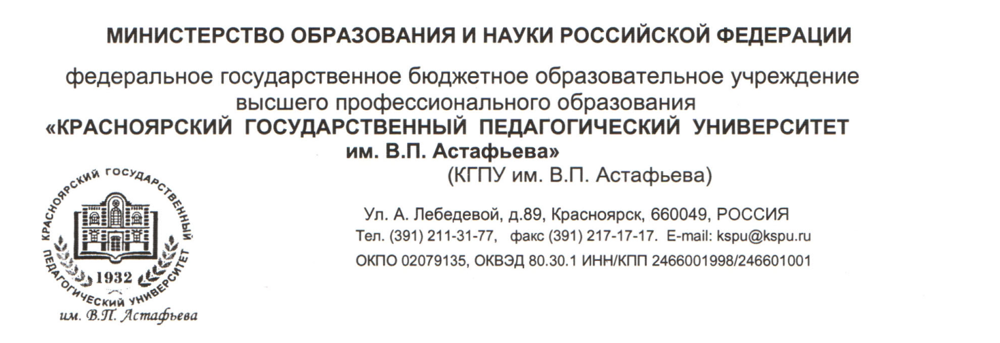 МИНИСТЕРСТВО ОБРАЗОВАНИЯ И НАУКИ РОССИЙСКОЙ ФЕДЕРАЦИИ
федеральное государственное бюджетное образовательное учреждение
высшего профессионального образования
«КРАСНОЯРСКИЙ ГОСУДАРСТВЕННЫЙ ПЕДАГОГИЧЕСКИЙ УНИВЕРСИТЕТ
им. В.П. Астафьева»
(КГПУ им. В.П. Астафьева)
Ул. А. Лебедевой, д.89, Красноярск, 660049, РОССИЯ
Тел. (391) 211-31-77, факс (391) 217-17-17. E-mail: kspu@kspu.ru
ОКПО 02079135, ОКВЭД 80.30.1 ИНН/КПП 2466001998/246601001
КРАСНОЯРСКИЙ ГОСУДАРСТВЕННЫЙ
ПЕДАГОГИЧЕСКИЙ УНИВЕРСИТЕТ
1932
им. В.П. Астафьева